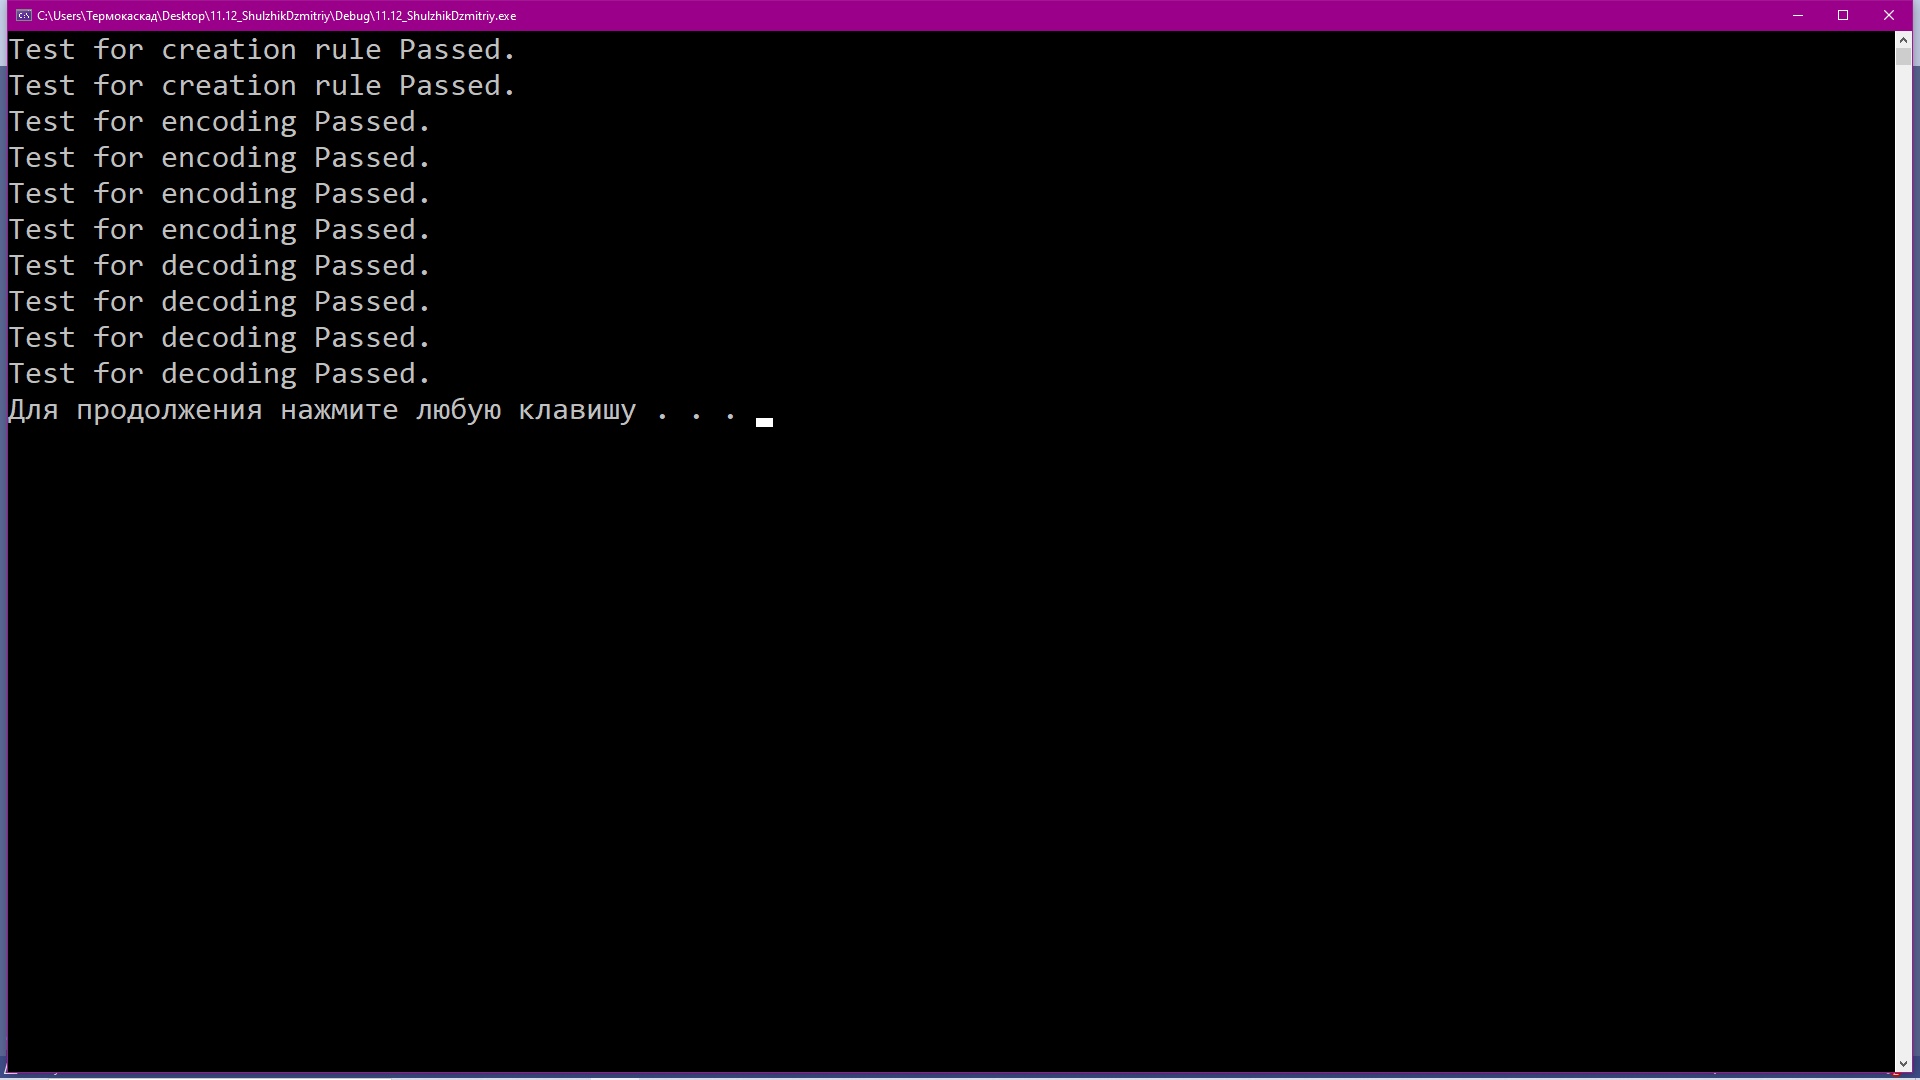 C:\Users\Термокаскад\Desktop\11.12_ShulzhikDzmitriy\Debug\11.12_ShulzhikDzmitriy.exe
Test for creation rule Passed.
Test for creation rule Passed.
Test for encoding Passed.
Test for encoding Passed.
Test for encoding Passed.
Test for encoding Passed.
Test for decoding Passed.
Test for decoding Passed.
Test for decoding Passed.
Test for decoding Passed.
Для продолжения нажмите любую клавишу . . .